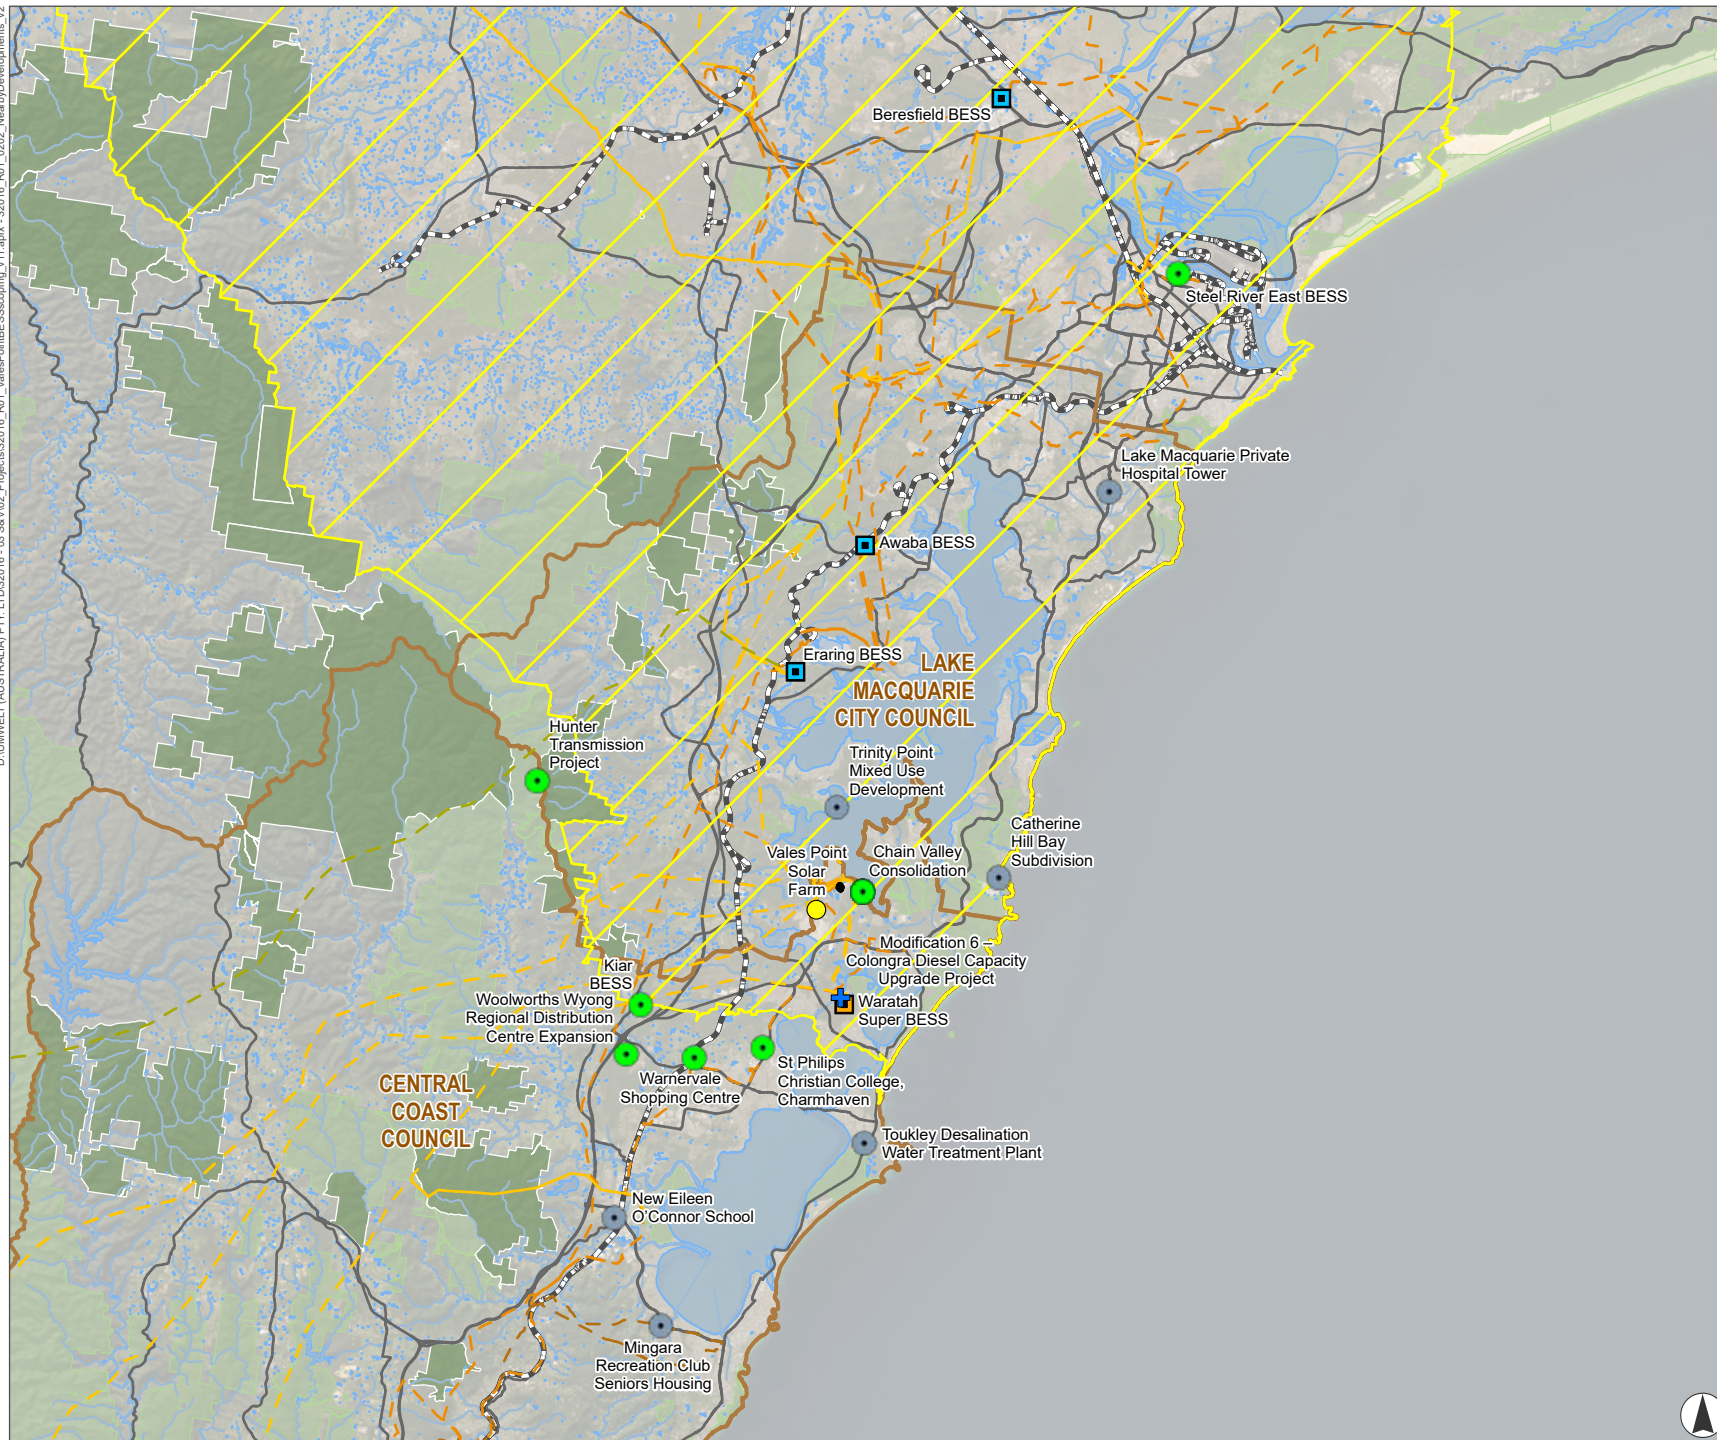 Beresfield BESS
Steel River East BESS
Lake Macquarie Private
Hospital Tower
Awaba BESS
Eraring BESS
LAKE
MACQUARIE
CITY COUNCIL
Hunter
Transmission
Project
Trinity Point
Mixed Use
Development
Catherine
Hill Bay
Subdivision
Vales Point
Solar
Farm
Chain Valley
Consolidation
Modification 6 –
Colongra Diesel Capacity
Upgrade Project
Kiar
BESS
Woolworths Wyong
Regional Distribution
Centre Expansion
Waratah
Super BESS
Warnervale
Shopping Centre
St Philips
Christian College,
Charmhaven
CENTRAL
COAST
COUNCIL
Toukley Desalination
Water Treatment Plant
New Eileen
O'Connor School
Mingara
Recreation Club
Seniors Housing